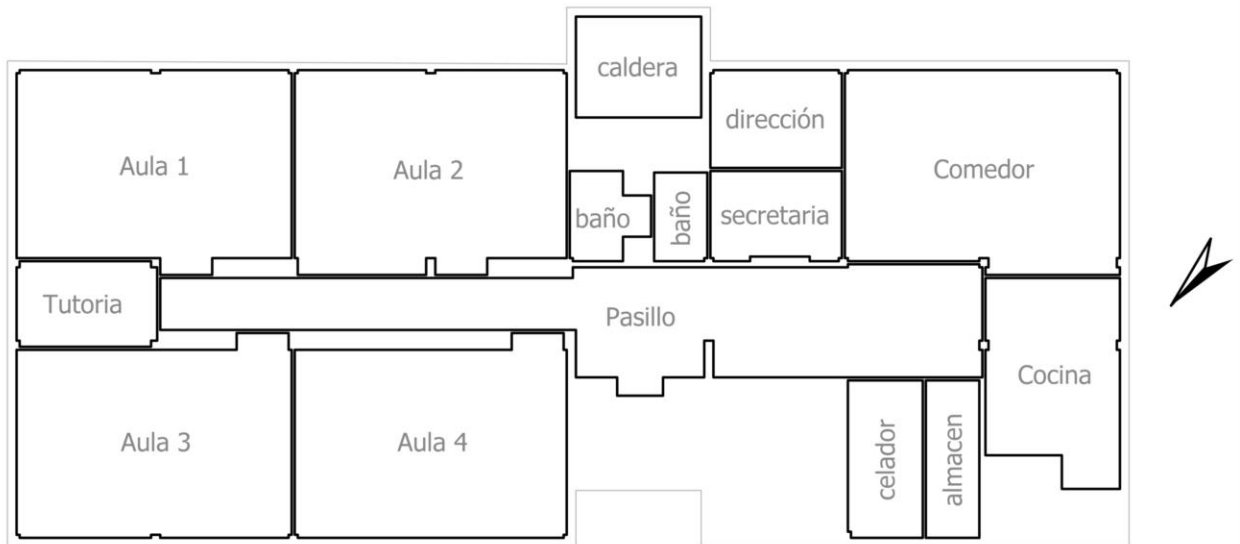 caldera
dirección
Aula 1
Aula 2
Comedor
baño
baño
secretaria
Tutoria
Pasillo
Cocina
Aula 3
Aula 4
celador
almacen